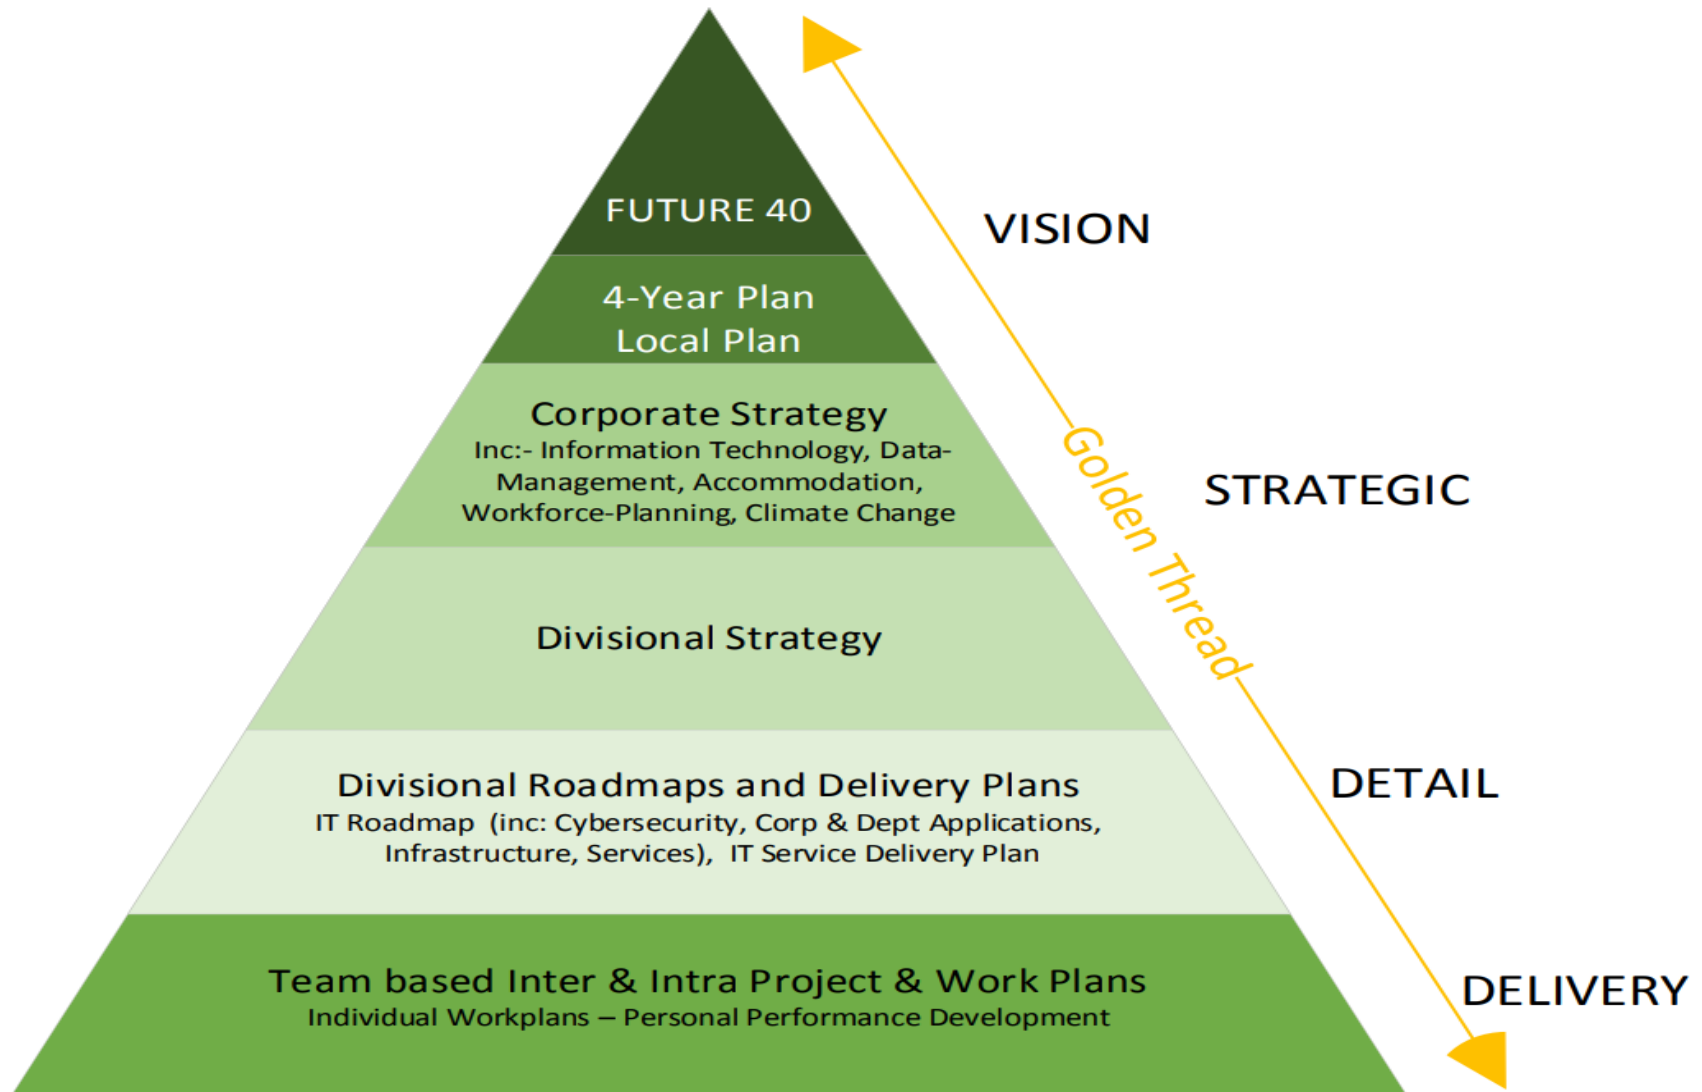 FUTURE 40
VISION
4-Year Plan
Local Plan
Corporate Strategy
Inc:- Information Technology, Data-
Management, Accommodation,
Workforce-Planning, Climate Change
STRATEGIC
Golden Thread
Divisional Strategy
Divisional Roadmaps and Delivery Plans
IT Roadmap (inc: Cybersecurity, Corp & Dept Applications,
Infrastructure, Services), IT Service Delivery Plan
DETAIL
Team based Inter & Intra Project & Work Plans
Individual Workplans – Personal Performance Development
DELIVERY